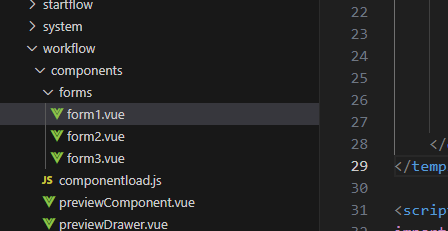 startflow
system
workflow
components
forms
form1.vue
form2.vue
form3.vue
JS componentload.js
previewComponent.vue
previewDrawer.vue
22
23
24
25
26
27
28 </
29 </temp
30
31 <scrip